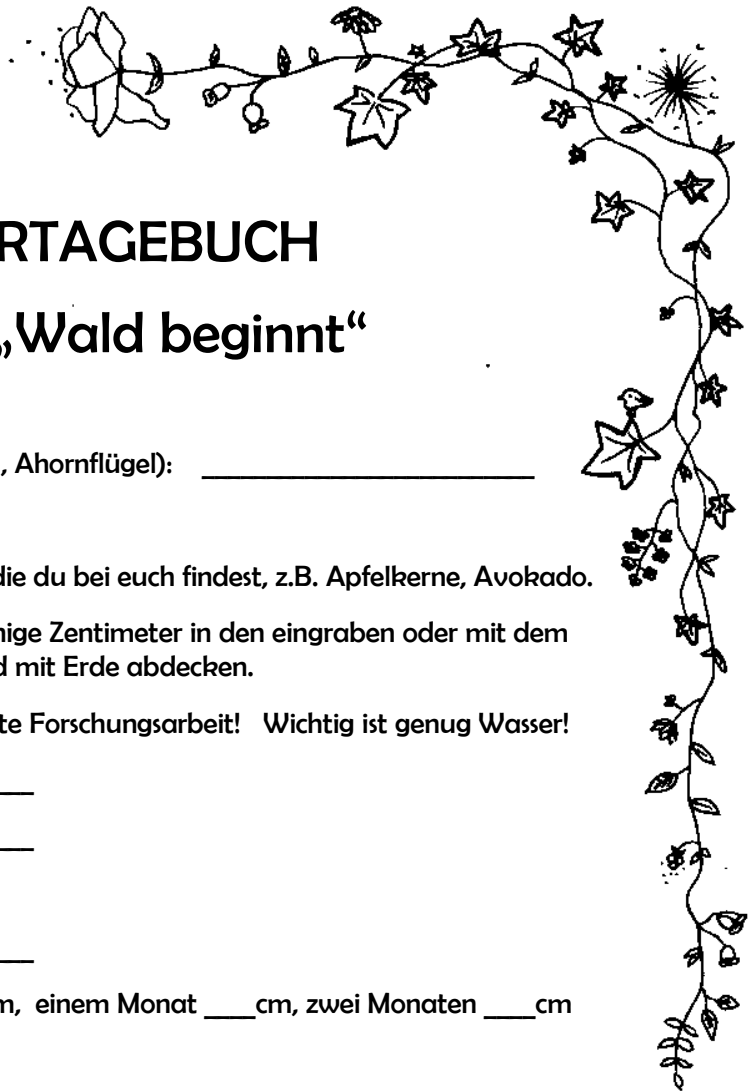 RTAGEBUCH
„Wald beginnt“
, Ahornflügel): __________________________
die du bei euch findest, z.B. Apfelkerne, Avokado.
nige Zentimeter in den eingraben oder mit dem
d mit Erde abdecken.
te Forschungsarbeit! Wichtig ist genug Wasser!
___
___
___
m, einem Monat ____cm, zwei Monaten ____cm